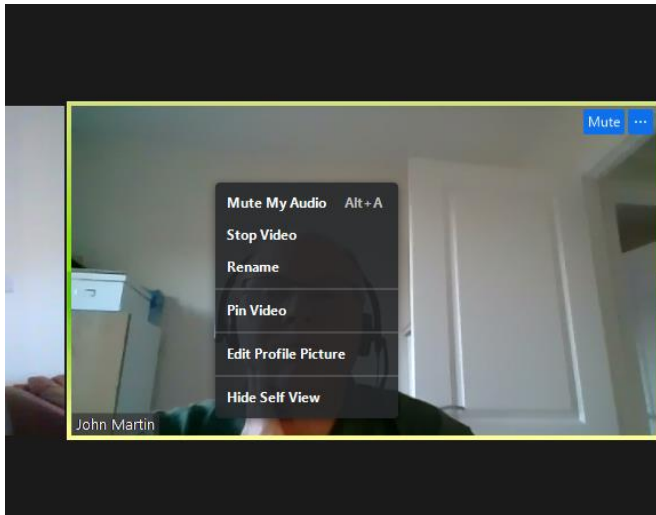 Mute ...
Mute My Audio Alt+A
Stop Video
Rename
Pin Video
Edit Profile Picture
Hide Self View
John Martin